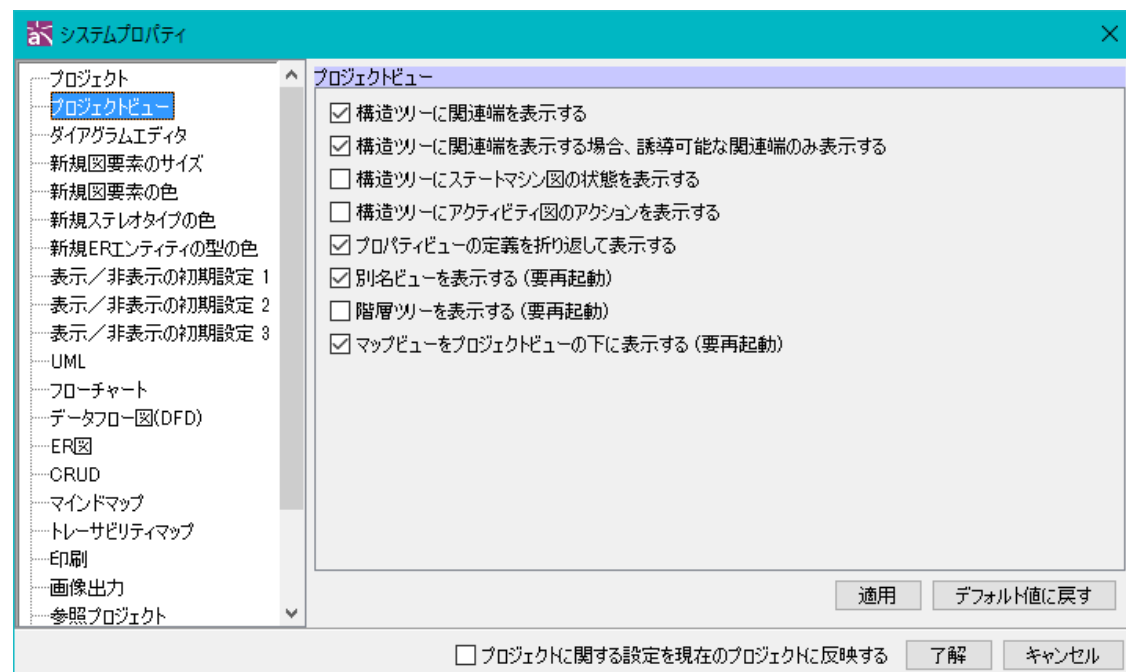 システムプロパティ
プロジェクト
プロジェクトビュー
ダイアグラムエディタ
新規図要素のサイズ
新規図要素の色
新規ステレオタイプの色
新規ERエンティティの型の色
表示／非表示の初期設定 1
表示／非表示の初期設定 2
表示／非表示の初期設定 3
UML
フローチャート
データフロー図(DFD)
ER図
CRUD
マインドマップ
トレーサビリティマップ
印刷
画像出力
参照プロジェクト
プロジェクトビュー
構造ツリーに関連端を表示する
構造ツリーに関連端を表示する場合、誘導可能な関連端のみ表示する
構造ツリーにステートマシン図の状態を表示する
構造ツリーにアクティビティ図のアクションを表示する
プロパティビューの定義を折り返して表示する
別名ビューを表示する (要再起動)
階層ツリーを表示する (要再起動)
マップビューをプロジェクトビューの下に表示する (要再起動)
適用
デフォルト値に戻す
プロジェクトに関する設定を現在のプロジェクトに反映する
了解
キャンセル